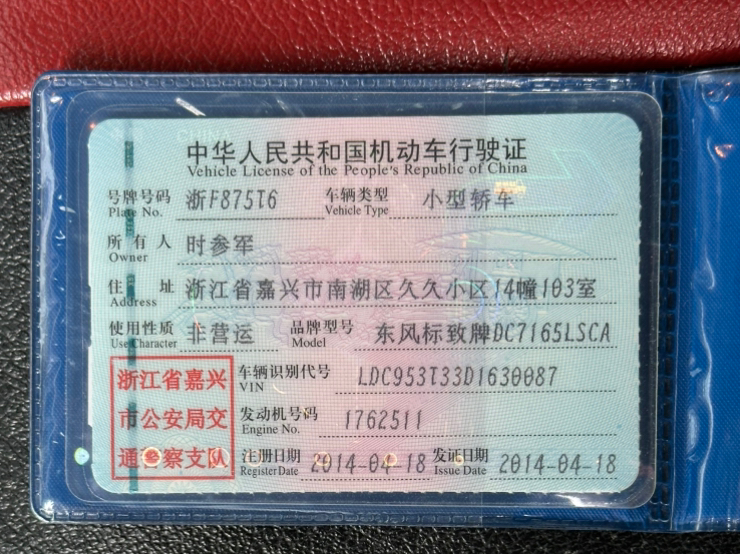 中华人民共和国机动车行驶证
Vehicle License of the People's Republic of China
号牌号码 浙F875T6 车辆类型 小型轿车
Plate No. Vehicle Type
所有人 时参军
Owner
住址 浙江省嘉兴市南湖区久久小区14幢103室
Address
使用性质 非营运 品牌型号 东风标致牌DC7165LSCA
Use Character Model
浙江省嘉兴 车辆识别代号 LDC953T33D1630087
VIN
市公安局交 发动机号码 1762511
Engine No.
通警察支队 注册日期 2014-04-18 发证日期 2014-04-18
Register Date Issue Date